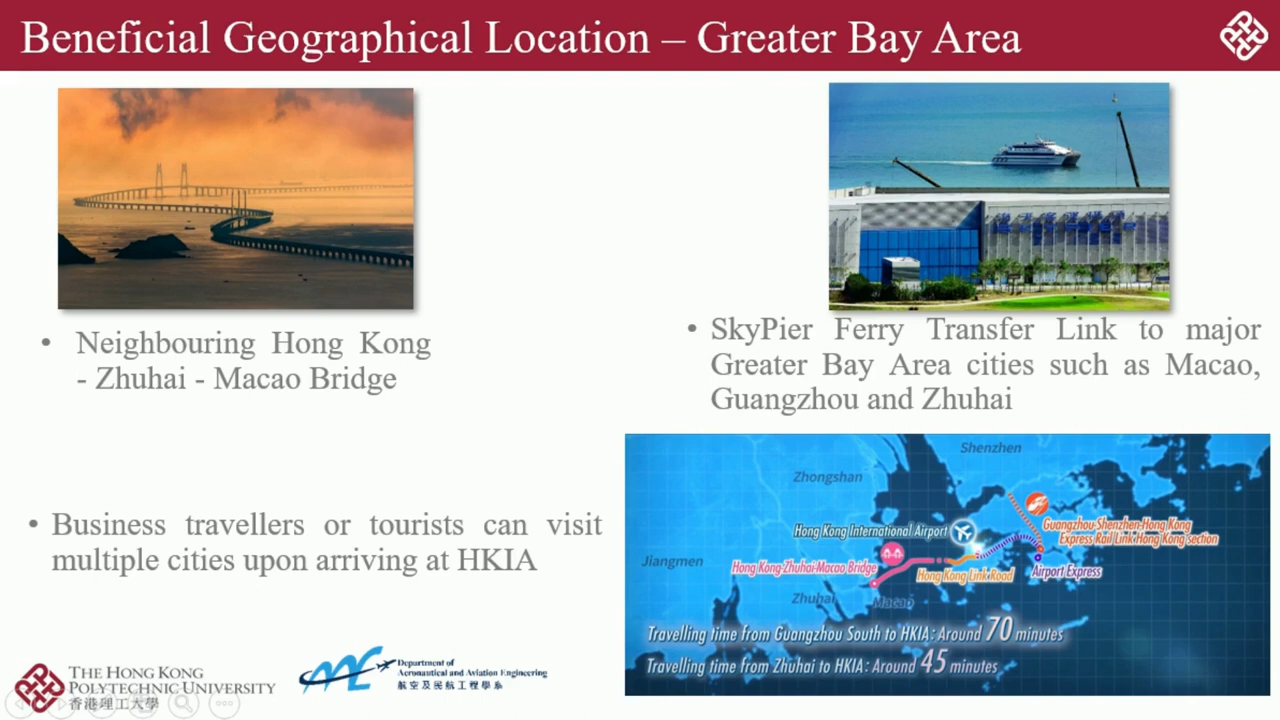 Beneficial Geographical Location – Greater Bay Area
• Neighbouring Hong Kong
- Zhuhai - Macao Bridge
• SkyPier Ferry Transfer Link to major
Greater Bay Area cities such as Macao,
Guangzhou and Zhuhai
• Business travellers or tourists can visit
multiple cities upon arriving at HKIA
Shenzhen
Zhongshan
Hong Kong International Airport
Guangzhou-Shenzhen-Hong Kong
Express Rail Link Hong Kong section
Jiangmen
Hong Kong-Zhuhai-Macao Bridge
Hong Kong Link Road
Airport Express
Zhuhai
Macao
Travelling time from Guangzhou South to HKIA: Around 70 minutes
Travelling time from Zhuhai to HKIA: Around 45 minutes
THE HONG KONG
POLYTECHNIC UNIVERSITY
香港理工大學
AAE
Department of
Aeronautical and Aviation Engineering
航空及民航工程學系